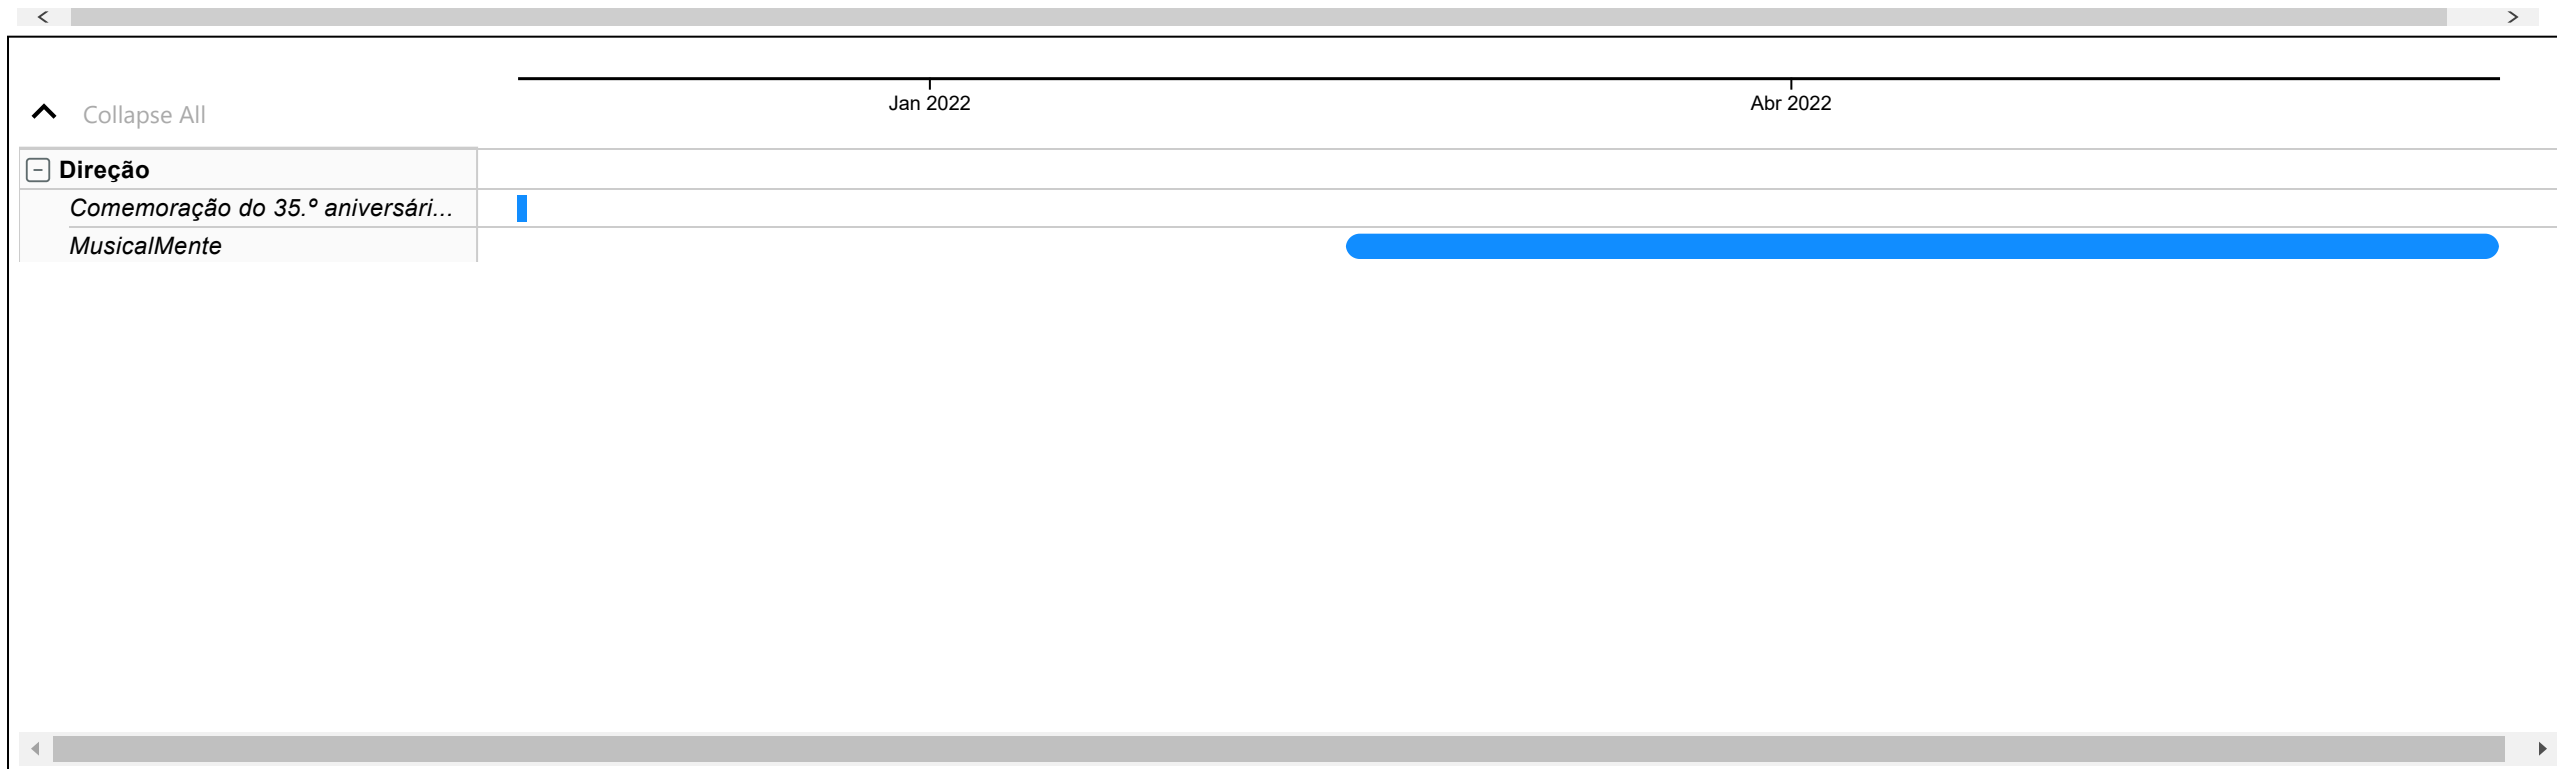 Jan 2022 Abr 2022
Collapse All
Direção
Comemoração do 35.º aniversári...
MusicalMente